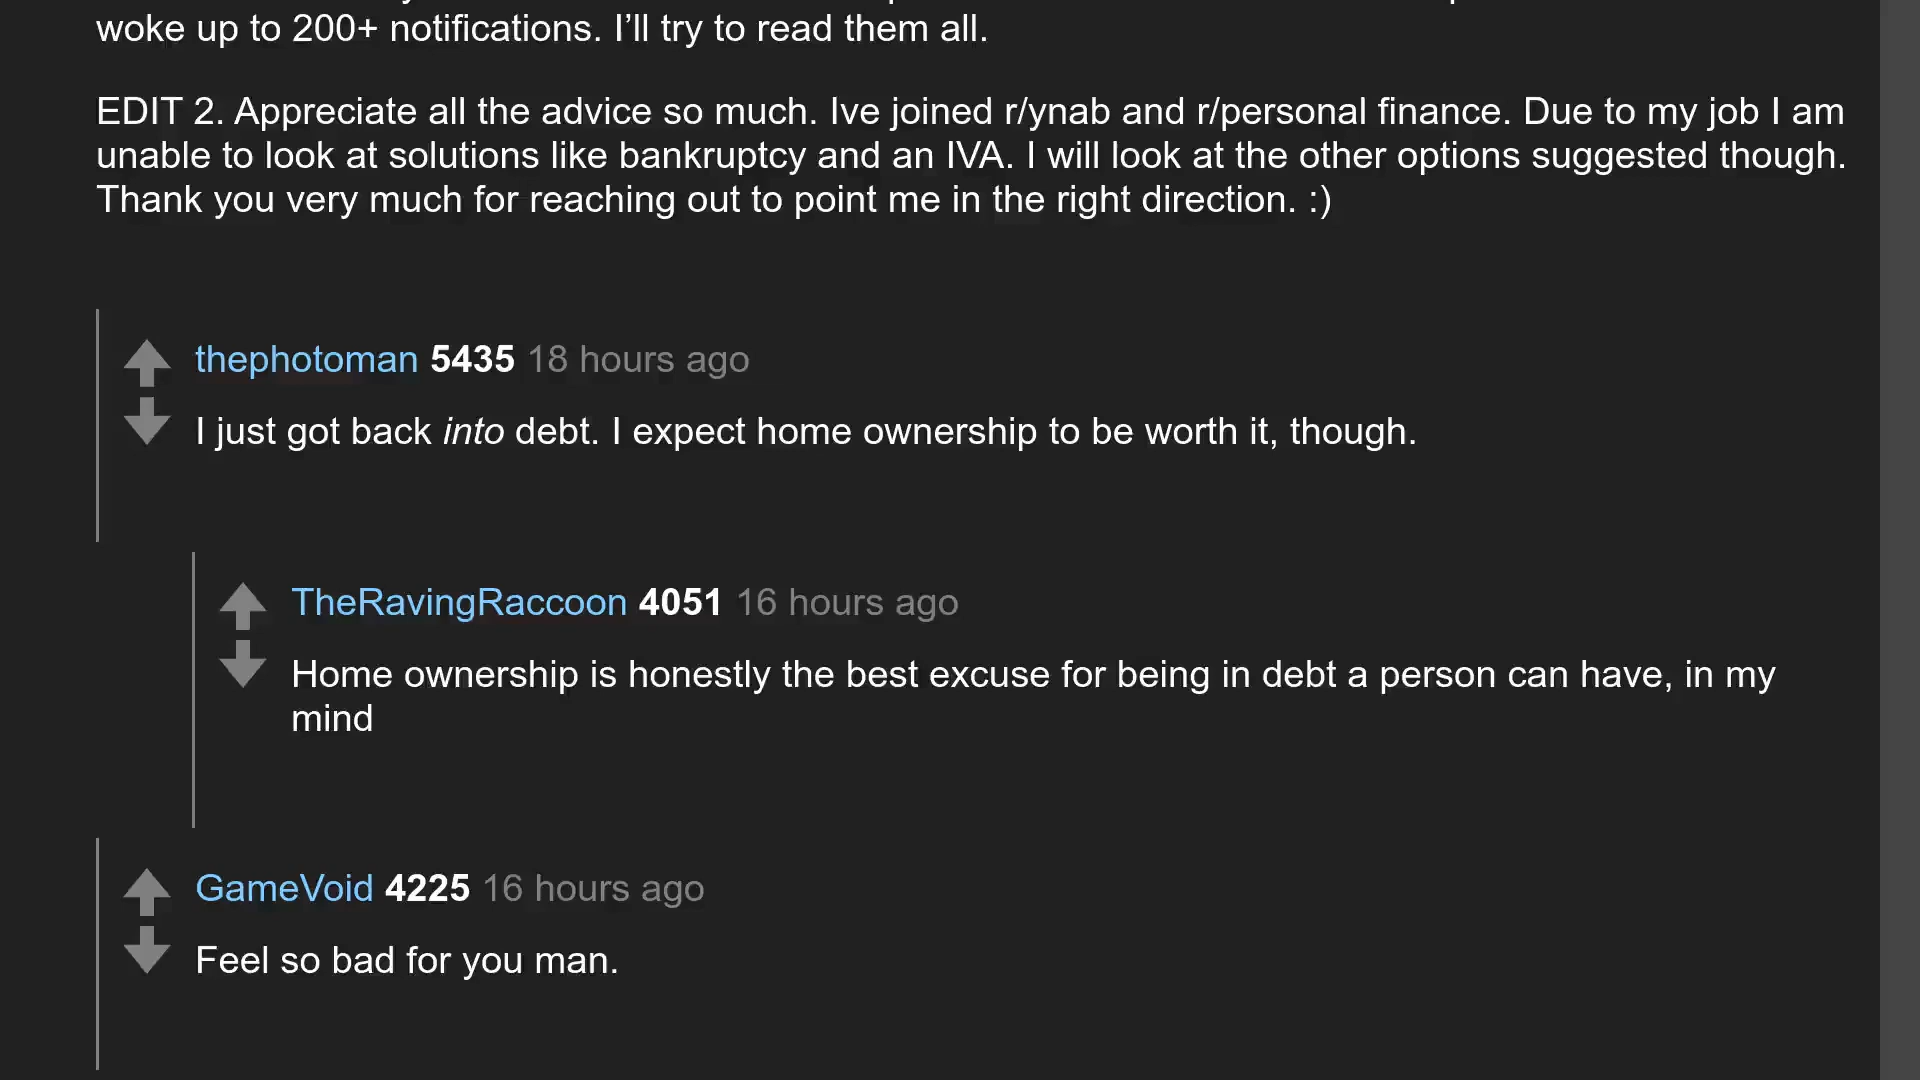 woke up to 200+ notifications. I’ll try to read them all.
EDIT 2. Appreciate all the advice so much. Ive joined r/ynab and r/personal finance. Due to my job I am
unable to look at solutions like bankruptcy and an IVA. I will look at the other options suggested though.
Thank you very much for reaching out to point me in the right direction. :)
thephotoman 5435 18 hours ago
I just got back into debt. I expect home ownership to be worth it, though.
TheRavingRaccoon 4051 16 hours ago
Home ownership is honestly the best excuse for being in debt a person can have, in my
mind
GameVoid 4225 16 hours ago
Feel so bad for you man.